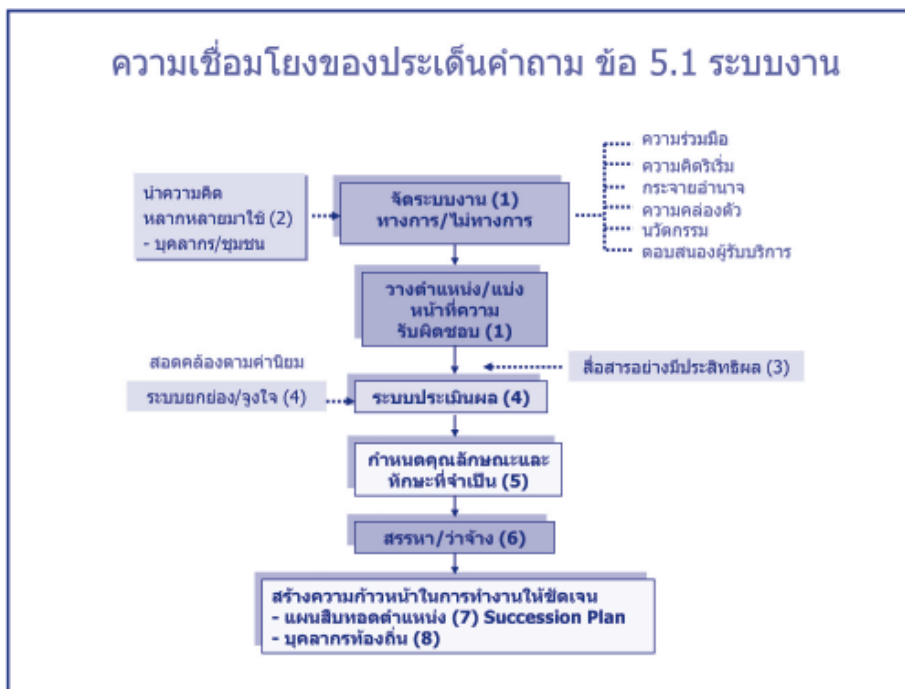 ความเชื่อมโยงของประเด็นคำถาม ข้อ 5.1 ระบบงาน
นำความคิด
หลากหลายมาใช้ (2)
- บุคลากร/ชุมชน
จัดระบบงาน (1)
ทางการ/ไม่ทางการ
ความร่วมมือ
ความคิดริเริ่ม
กระจายอำนาจ
ความคล่องตัว
นวัตกรรม
ตอบสนองผู้รับบริการ
วางตำแหน่ง/แบ่ง
หน้าที่ความ
รับผิดชอบ (1)
สอดคล้องตามค่านิยม
สื่อสารอย่างมีประสิทธิผล (3)
ระบบยกย่อง/จูงใจ (4)
ระบบประเมินผล (4)
กำหนดคุณลักษณะและ
ทักษะที่จำเป็น (5)
สรรหา/ว่าจ้าง (6)
สร้างความก้าวหน้าในการทำงานให้ชัดเจน
- แผนสืบทอดตำแหน่ง (7) Succession Plan
- บุคลากรท้องถิ่น (8)